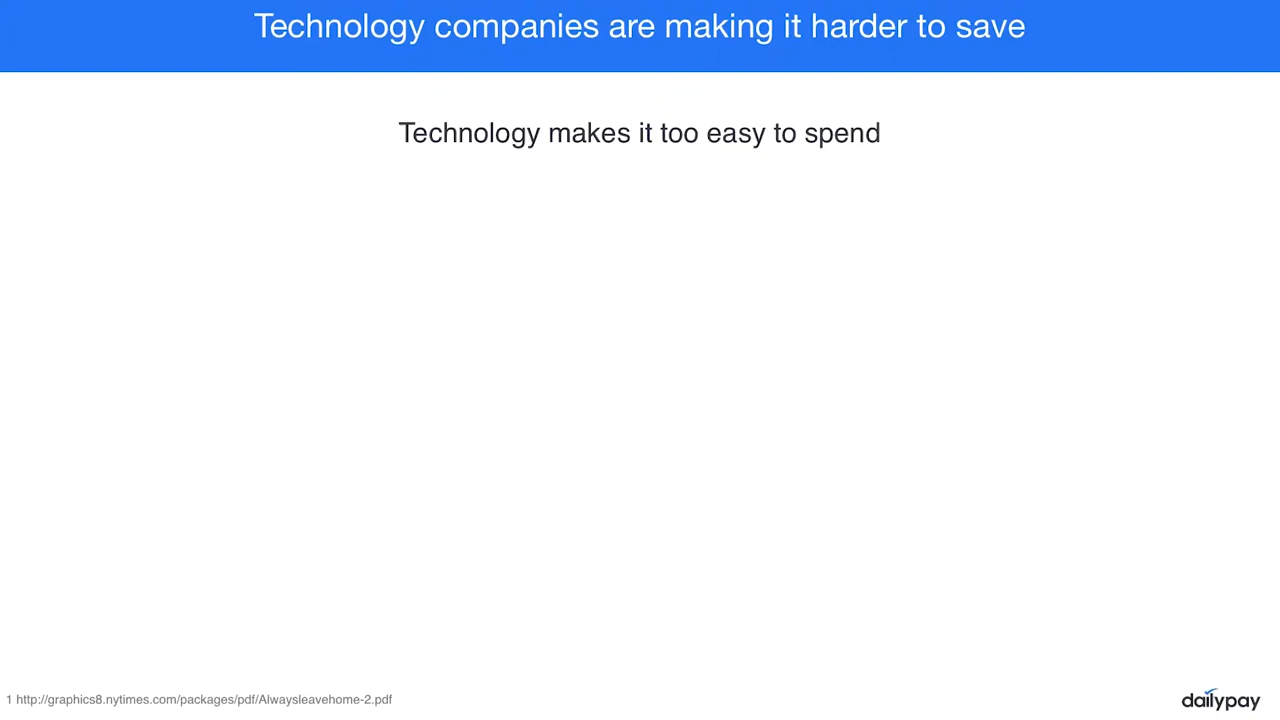 Technology companies are making it harder to save
Technology makes it too easy to spend
1 http://graphics8.nytimes.com/packages/pdf/Alwaysleavehome-2.pdf
dailypay